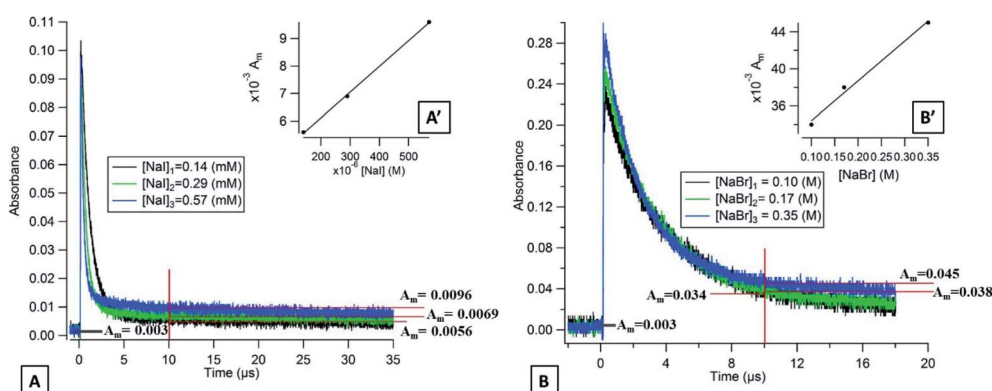 0.11
0.10
0.09
0.08
0.07
0.06
0.05
0.04
0.03
0.02
0.01
0.00
Absorbance
0 5 10 15 20 25 30 35
Time (µs)
[NaI]₁=0.14 (mM)
[NaI]₂=0.29 (mM)
[NaI]₃=0.57 (mM)
Aₘ= 0.003
Aₘ= 0.0096
Aₘ= 0.0069
Aₘ= 0.0056
A
9
8
7
6
x10⁻³ Aₘ
200 300 400 500
x10⁻⁶ [NaI] (M)
A’
0.28
0.24
0.20
0.16
0.12
0.08
0.04
0.00
Absorbance
0 4 8 12 16 20
Time (µs)
[NaBr]₁ = 0.10 (M)
[NaBr]₂ = 0.17 (M)
[NaBr]₃ = 0.35 (M)
Aₘ=0.034
Aₘ=0.003
Aₘ=0.045
Aₘ=0.038
B
44
40
36
x10⁻³ Aₘ
0.10 0.15 0.20 0.25 0.30 0.35
[NaBr] (M)
B’